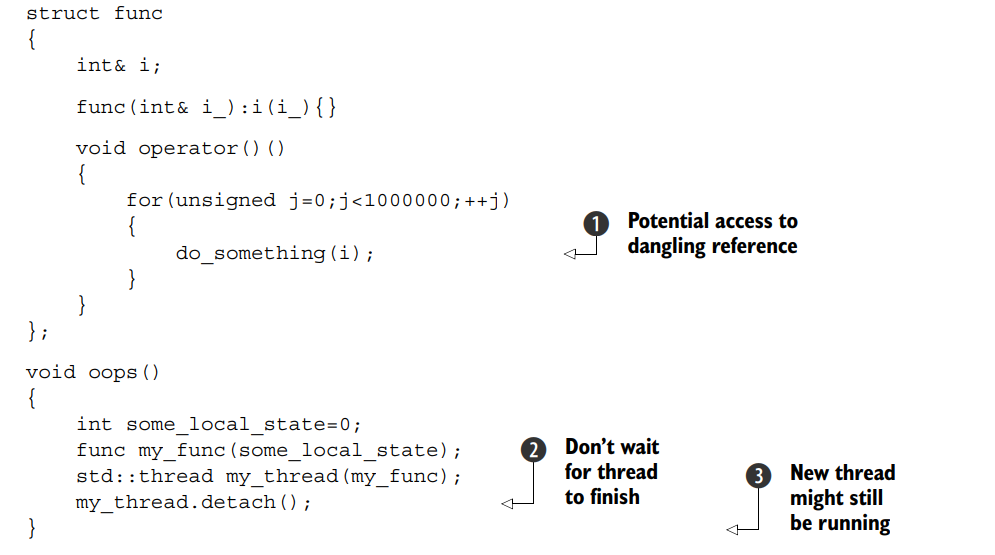 struct func
{
    int& i;
    func(int& i_):i(i_){}
    void operator()()
    {
        for(unsigned j=0;j<1000000;++j)
        {
            do_something(i);
        }
    }
};
1 Potential access to
dangling reference
void oops()
{
    int some_local_state=0;
    func my_func(some_local_state);
    std::thread my_thread(my_func);
    my_thread.detach();
}
2 Don’t wait
for thread
to finish
3 New thread
might still
be running